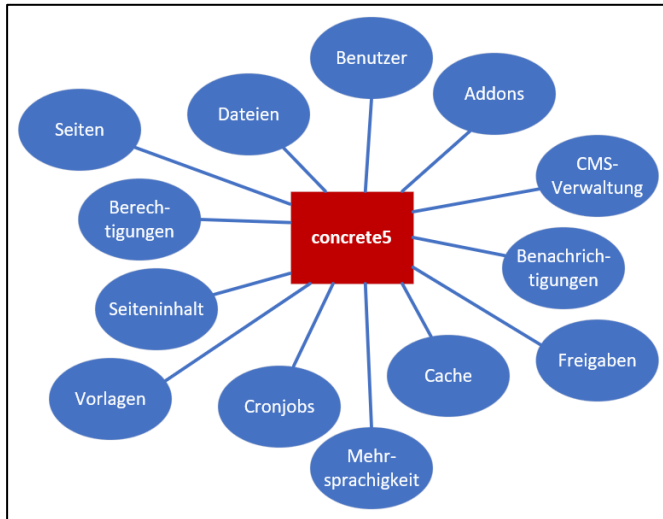 Benutzer
Addons
Dateien
Seiten
CMS-
Verwaltung
Berech-
tigungen
concrete5
Benachrich-
tigungen
Seiteninhalt
Freigaben
Cache
Vorlagen
Cronjobs
Mehr-
sprachigkeit